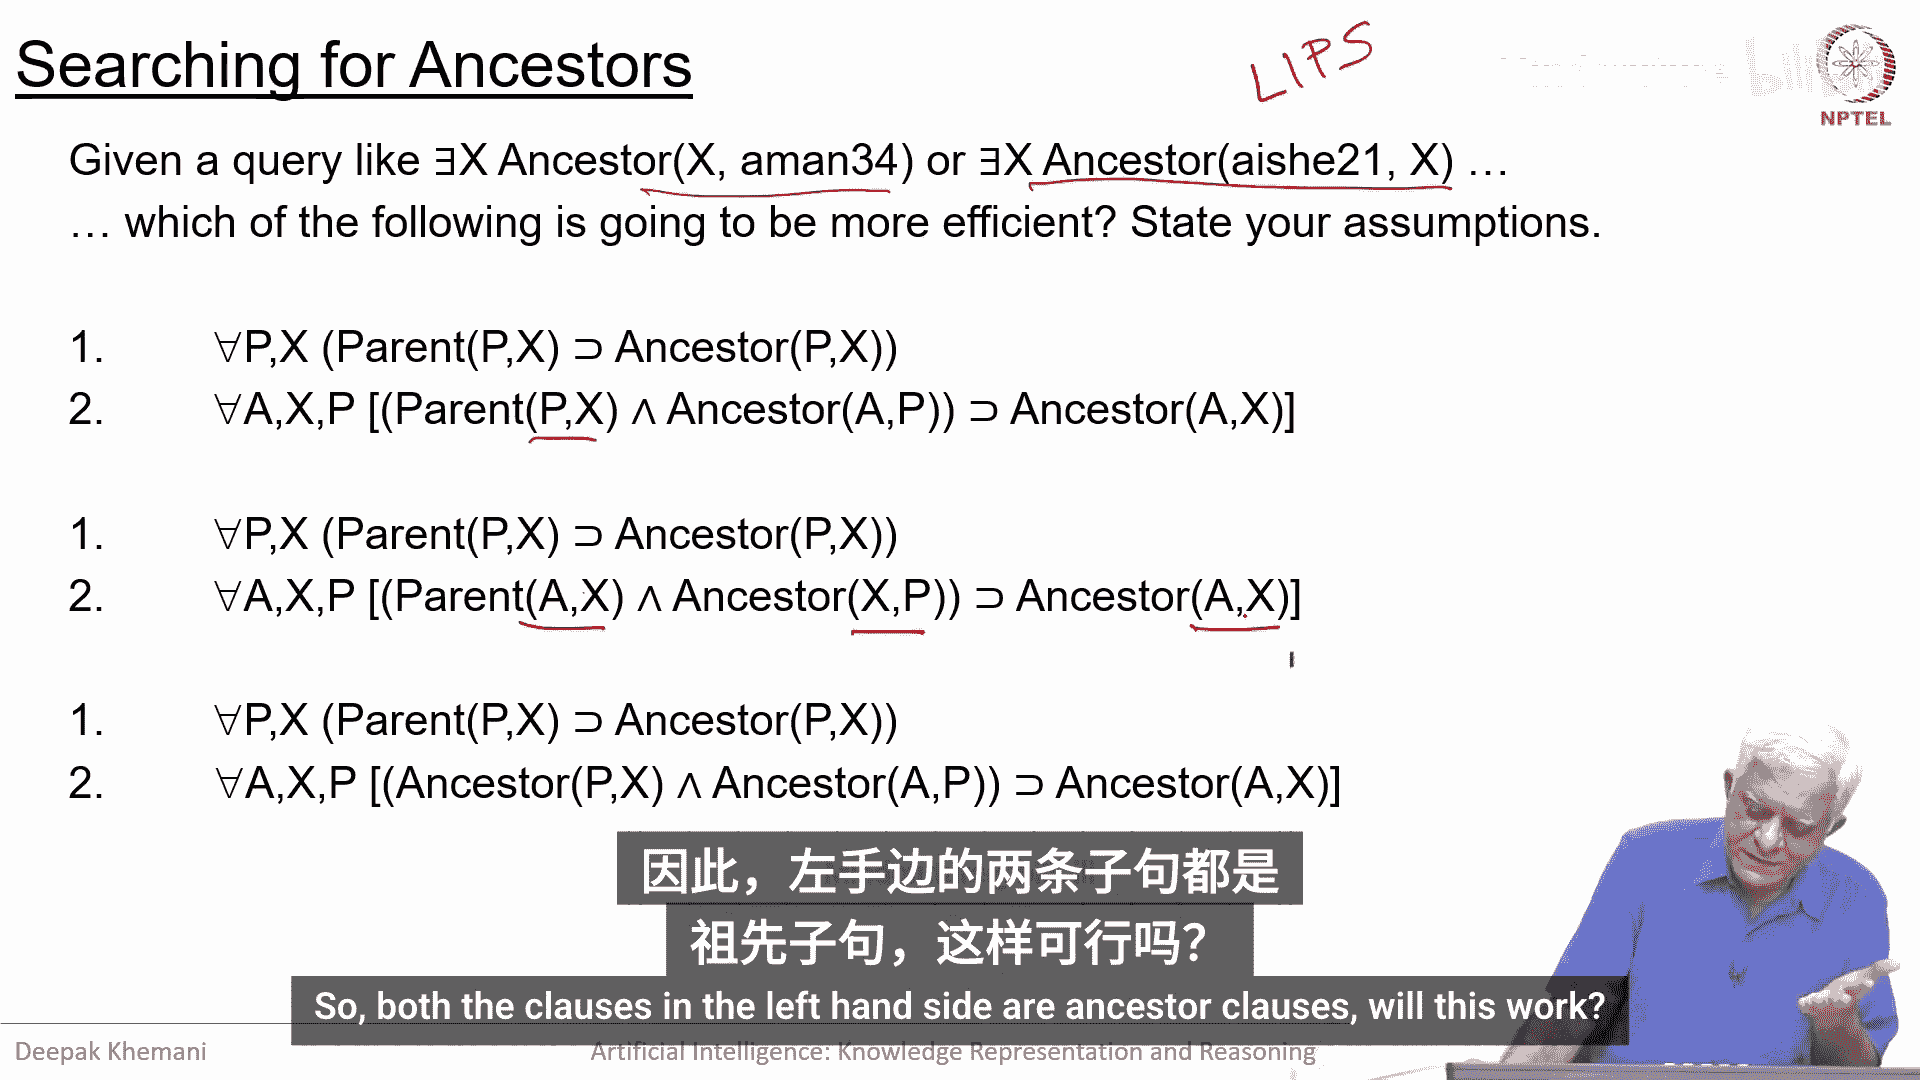 Searching for Ancestors
LIPS
NPTEL
Given a query like ∃X Ancestor(X, aman34) or ∃X Ancestor(aishe21, X) …
… which of the following is going to be more efficient? State your assumptions.
1. ∀P,X (Parent(P,X) ⊃ Ancestor(P,X))
2. ∀A,X,P [(Parent(P,X) ∧ Ancestor(A,P)) ⊃ Ancestor(A,X)]
1. ∀P,X (Parent(P,X) ⊃ Ancestor(P,X))
2. ∀A,X,P [(Parent(A,X) ∧ Ancestor(X,P)) ⊃ Ancestor(A,X)]
1. ∀P,X (Parent(P,X) ⊃ Ancestor(P,X))
2. ∀A,X,P [(Ancestor(P,X) ∧ Ancestor(A,P)) ⊃ Ancestor(A,X)]
因此，左手边的两条子句都是
祖先子句，这样可行吗？
So, both the clauses in the left hand side are ancestor clauses, will this work?
Deepak Khemani
Artificial Intelligence: Knowledge Representation and Reasoning